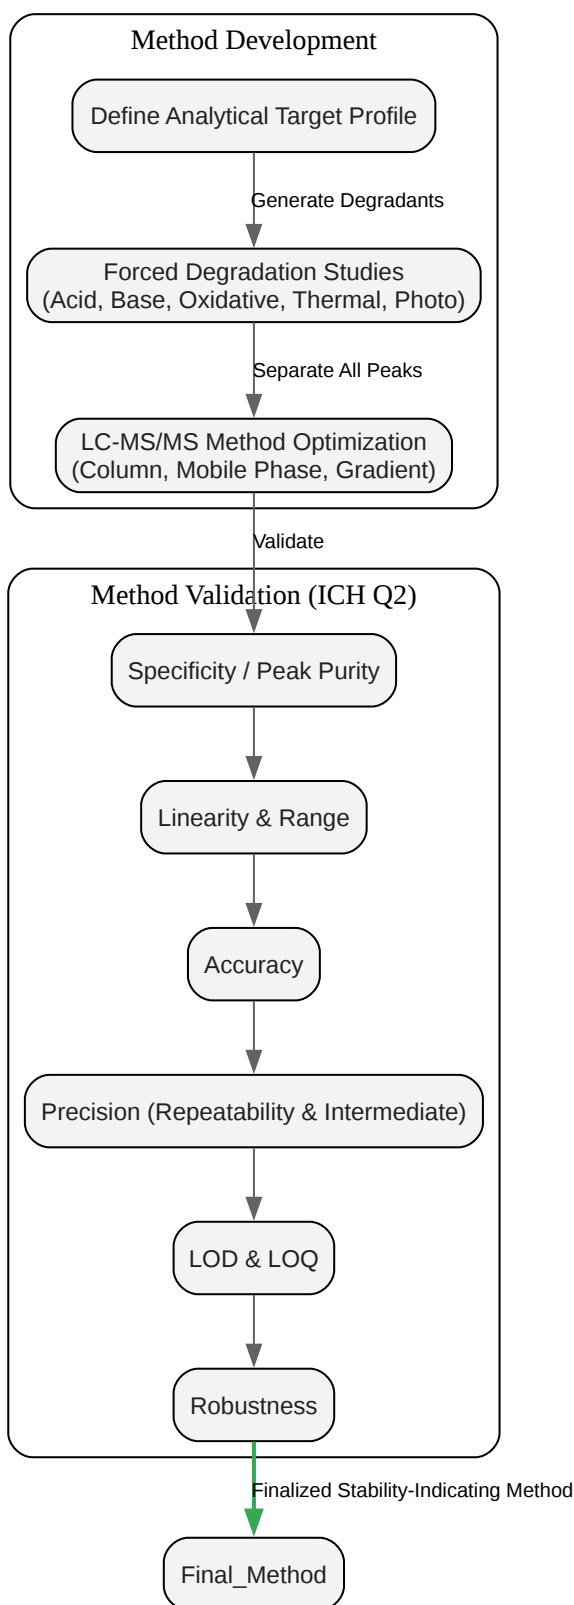 Method Development
Define Analytical Target Profile
Generate Degradants
Forced Degradation Studies
(Acid, Base, Oxidative, Thermal, Photo)
Separate All Peaks
LC-MS/MS Method Optimization
(Column, Mobile Phase, Gradient)
Validate
Method Validation (ICH Q2)
Specificity / Peak Purity
Linearity & Range
Accuracy
Precision (Repeatability & Intermediate)
LOD & LOQ
Robustness
Finalized Stability-Indicating Method
Final_Method